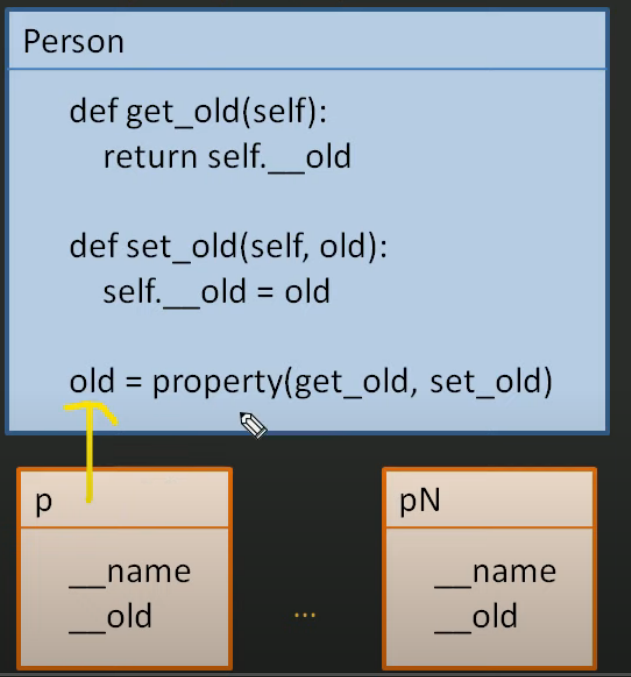 Person
def get_old(self):
return self.__old
def set_old(self, old):
self.__old = old
old = property(get_old, set_old)
p
__name
__old
...
pN
__name
__old